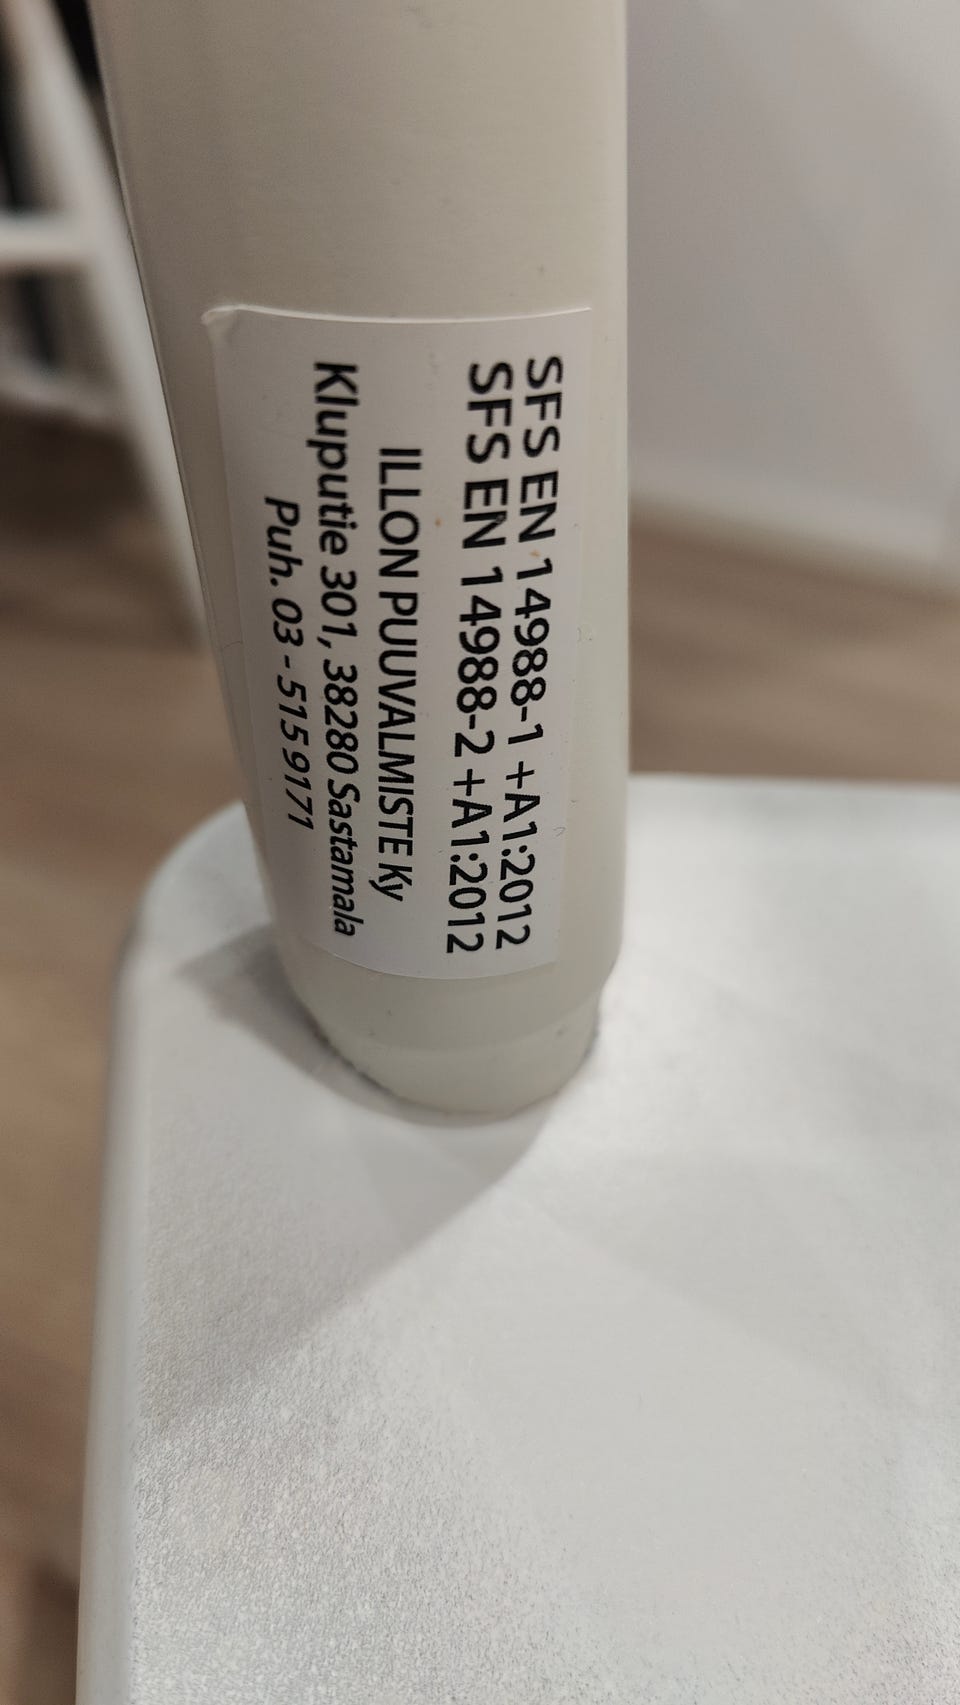 SFS EN 14988-1 +A1:2012
SFS EN 14988-2 +A1:2012
ILLON PUUVALMISTE Ky
Kluputie 301, 38280 Sastamala
Puh. 03 - 5159171